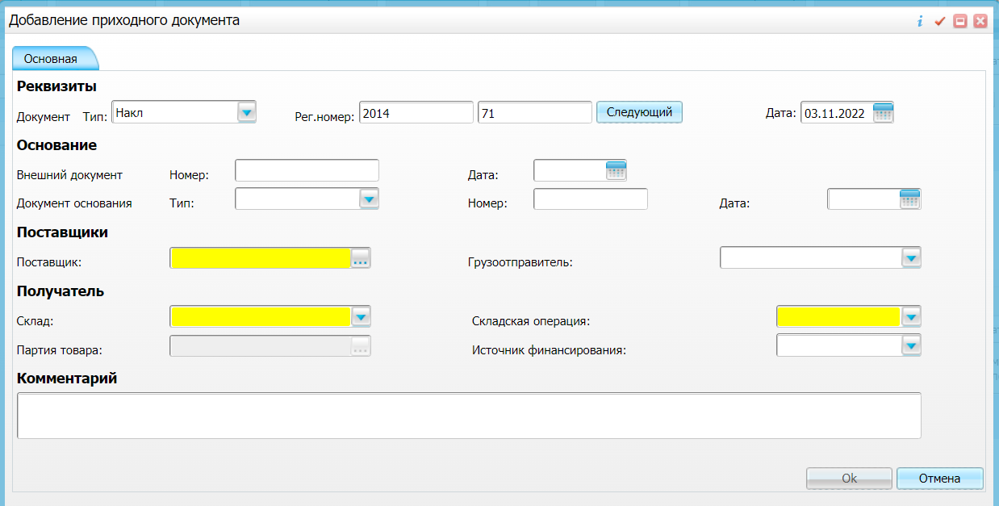 Добавление приходного документа
Основная
Реквизиты
Документ Тип: Накл Рег.номер: 2014 71 Следующий Дата: 03.11.2022
Основание
Внешний документ Номер: Дата:
Документ основания Тип: Номер: Дата:
Поставщики
Поставщик: ... Грузоотправитель:
Получатель
Склад: Складская операция:
Партия товара: ... Источник финансирования:
Комментарий
Ok Отмена